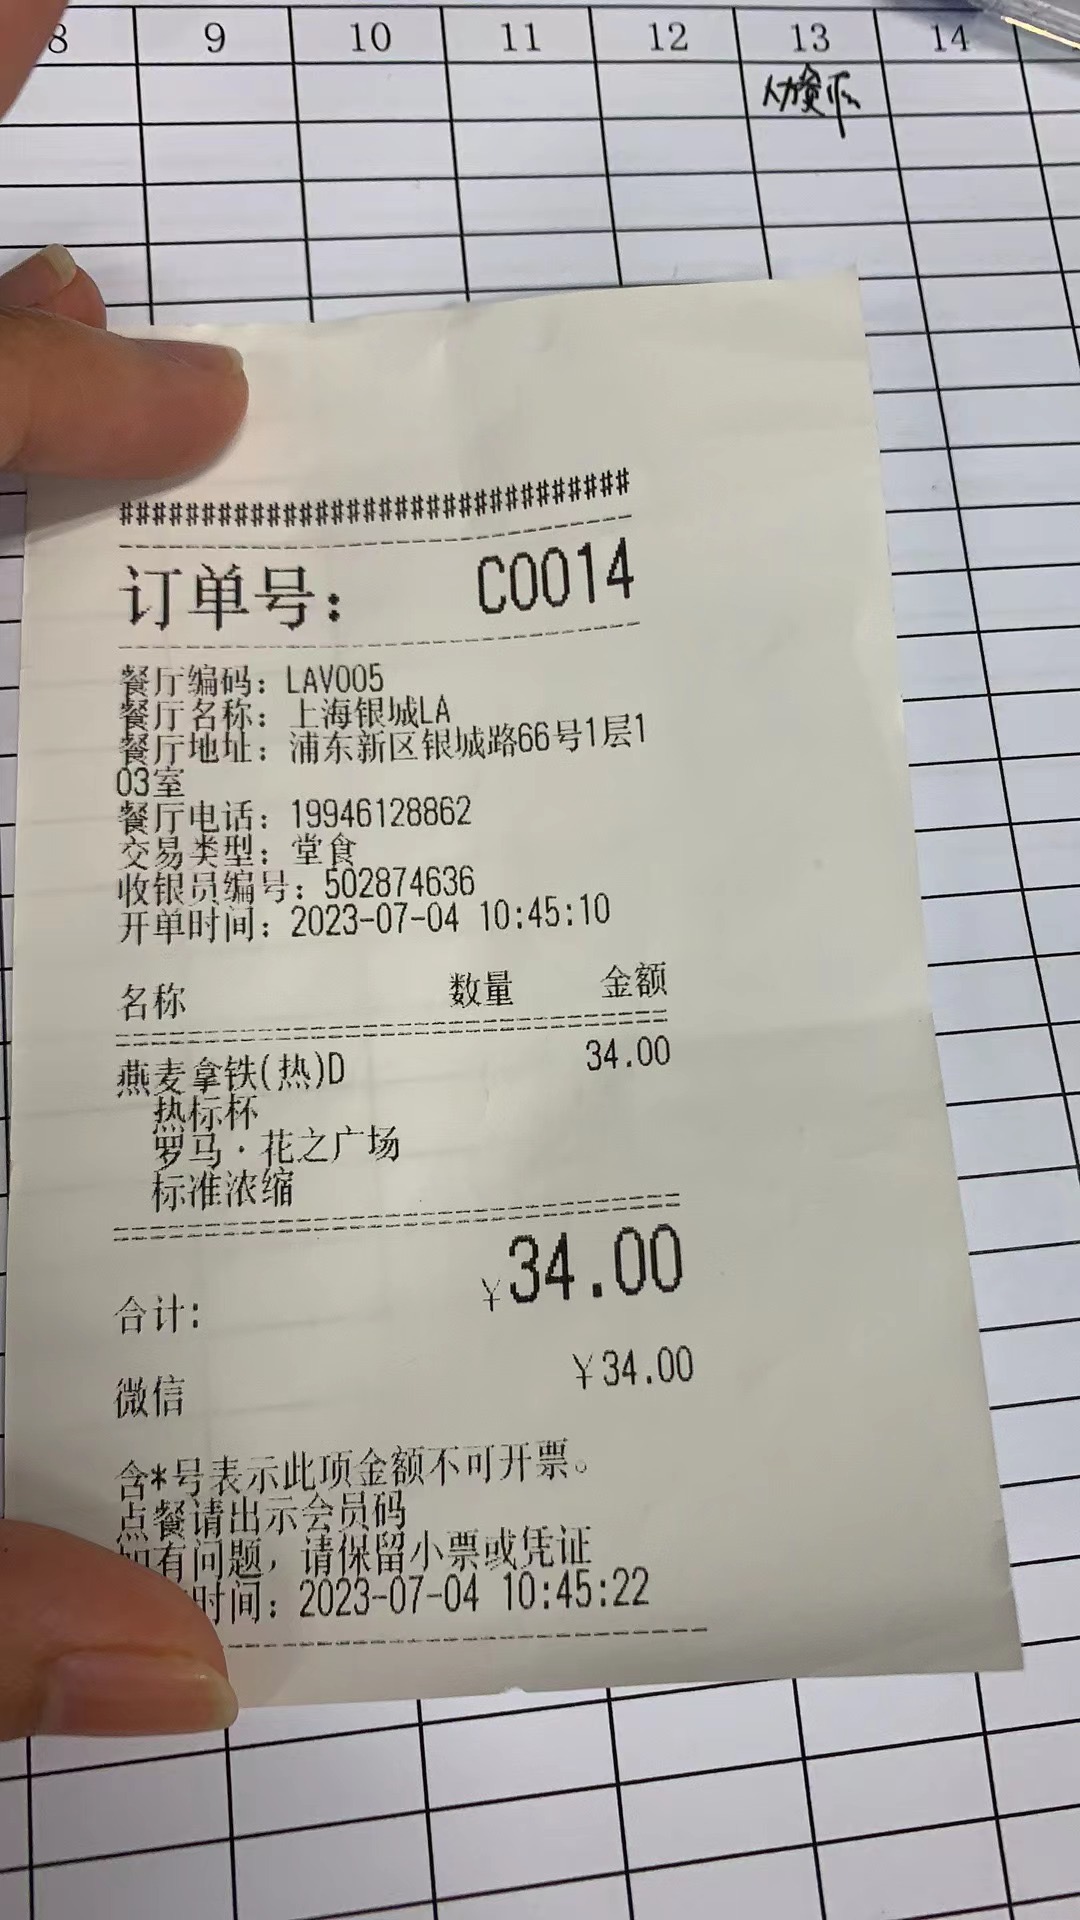 8 9 10 11 12 13 14
##############################
订单号: C0014
餐厅编码: LAV005
餐厅名称: 上海银城LA
餐厅地址: 浦东新区银城路66号1层1
03室
餐厅电话: 19946128862
交易类型: 堂食
收银员编号: 502874636
开单时间: 2023-07-04 10:45:10
名称 数量 金额
燕麦拿铁(热)D 34.00
热标杯
罗马·花之广场
标准浓缩
合计: ¥34.00
微信 ¥34.00
含*号表示此项金额不可开票。
点餐请出示会员码
如有问题，请保留小票或凭证
时间: 2023-07-04 10:45:22